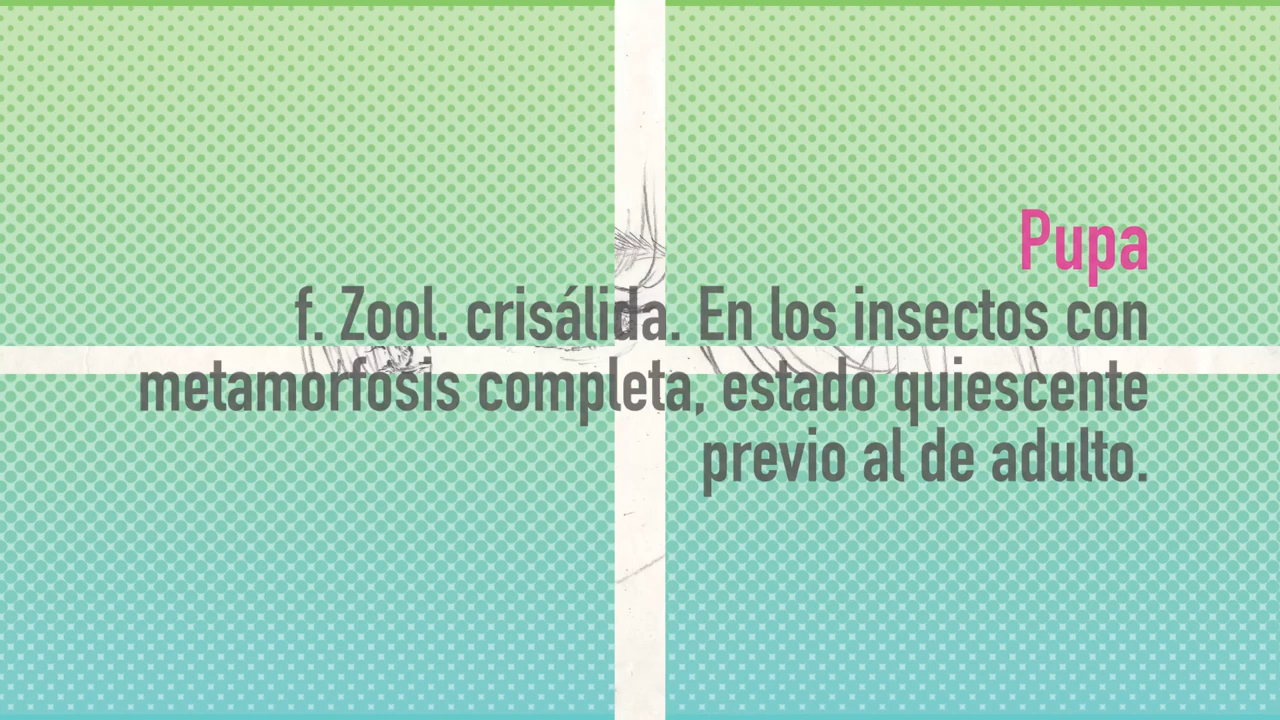 Pupa
f. Zool. crisálida. En los insectos con
metamorfosis completa, estado quiescente
previo al de adulto.